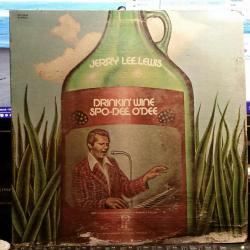 JERRY LEE LEWIS
DRINKIN' WINE
SPO-DEE O'DEE